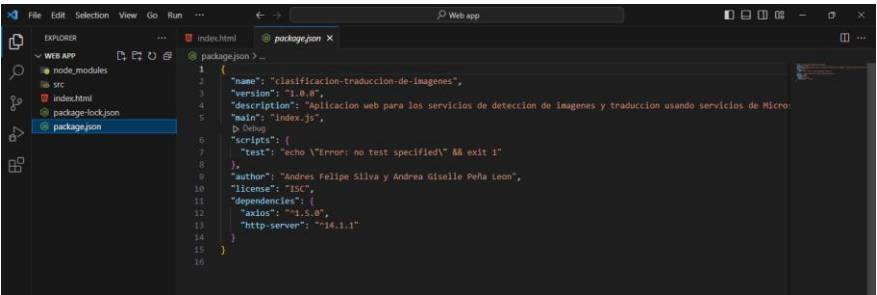 File Edit Selection View Go Run ... Web app
EXPLORER ...
index.html package.json
WEB APP
package.json > ...
node_modules
src
index.html
package-lock.json
package.json
1 {
2 "name": "clasificacion-traduccion-de-imagenes",
3 "version": "1.0.0",
4 "description": "Aplicacion web para los servicios de deteccion de imagenes y traduccion usando servicios de Micro
5 "main": "index.js",
Debug
6 "scripts": {
7 "test": "echo \"Error: no test specified\" && exit 1"
8 },
9 "author": "Andres Felipe Silva y Andrea Giselle Peña Leon",
10 "license": "ISC",
11 "dependencies": {
12 "axios": "^1.5.0",
13 "http-server": "^14.1.1"
14 }
15 }
16